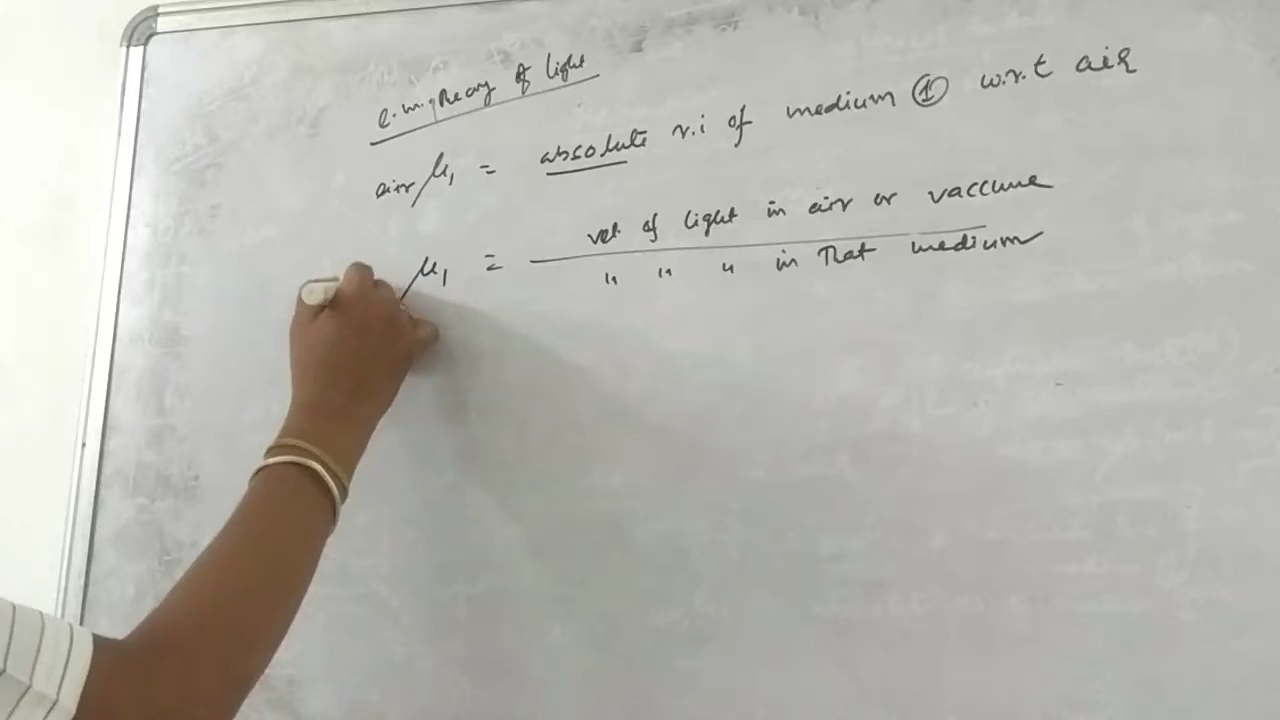 e.m. theory of light
air μ₁ = absolute r.i of medium ① w.r.t air
μ₁ = vel. of light in air or vaccume
" " " in that medium